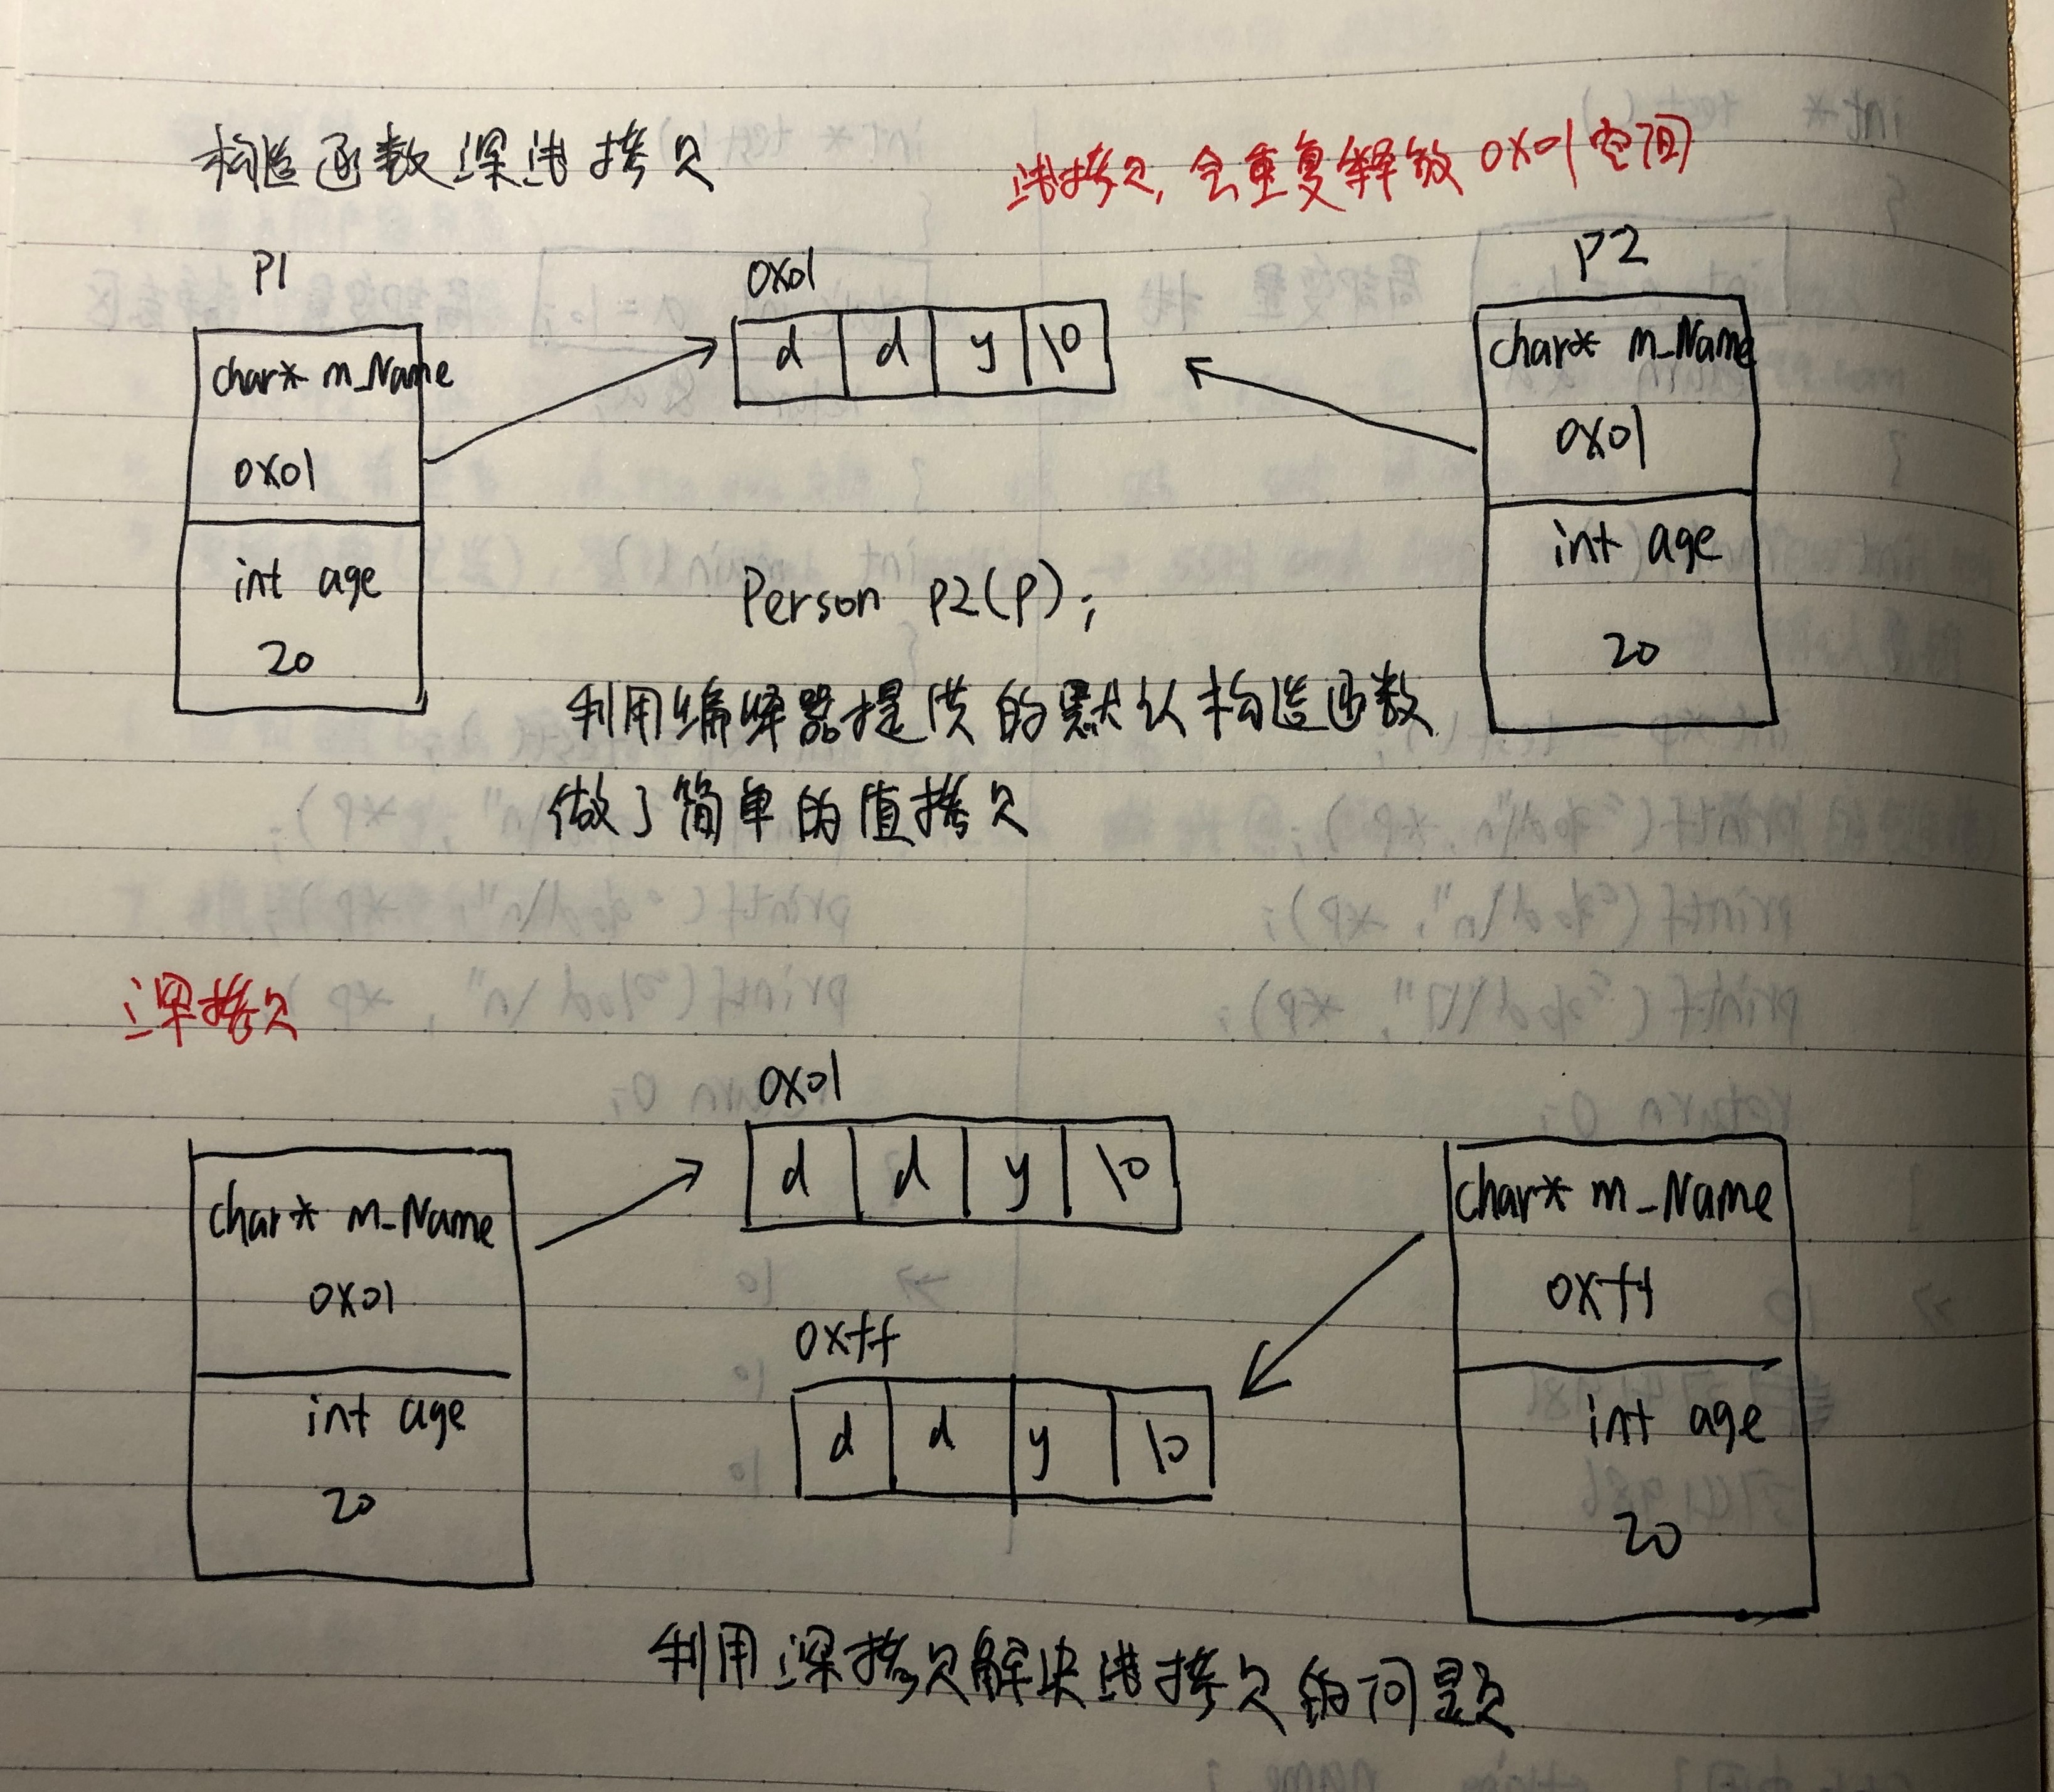 构造函数深浅拷贝
浅拷贝,会重复释放0x01空间
P1
0x01
P2
char* m_Name
d d y \0
char* m_Name
0x01
0x01
int age
int age
20
Person p2(p);
20
利用编译器提供的默认构造函数
做了简单的值拷贝
深拷贝
0x01
char* m_Name
d d y \0
char* m_Name
0x01
0xff
0xff
int age
d d y \0
int age
20
20
利用深拷贝解决浅拷贝的问题